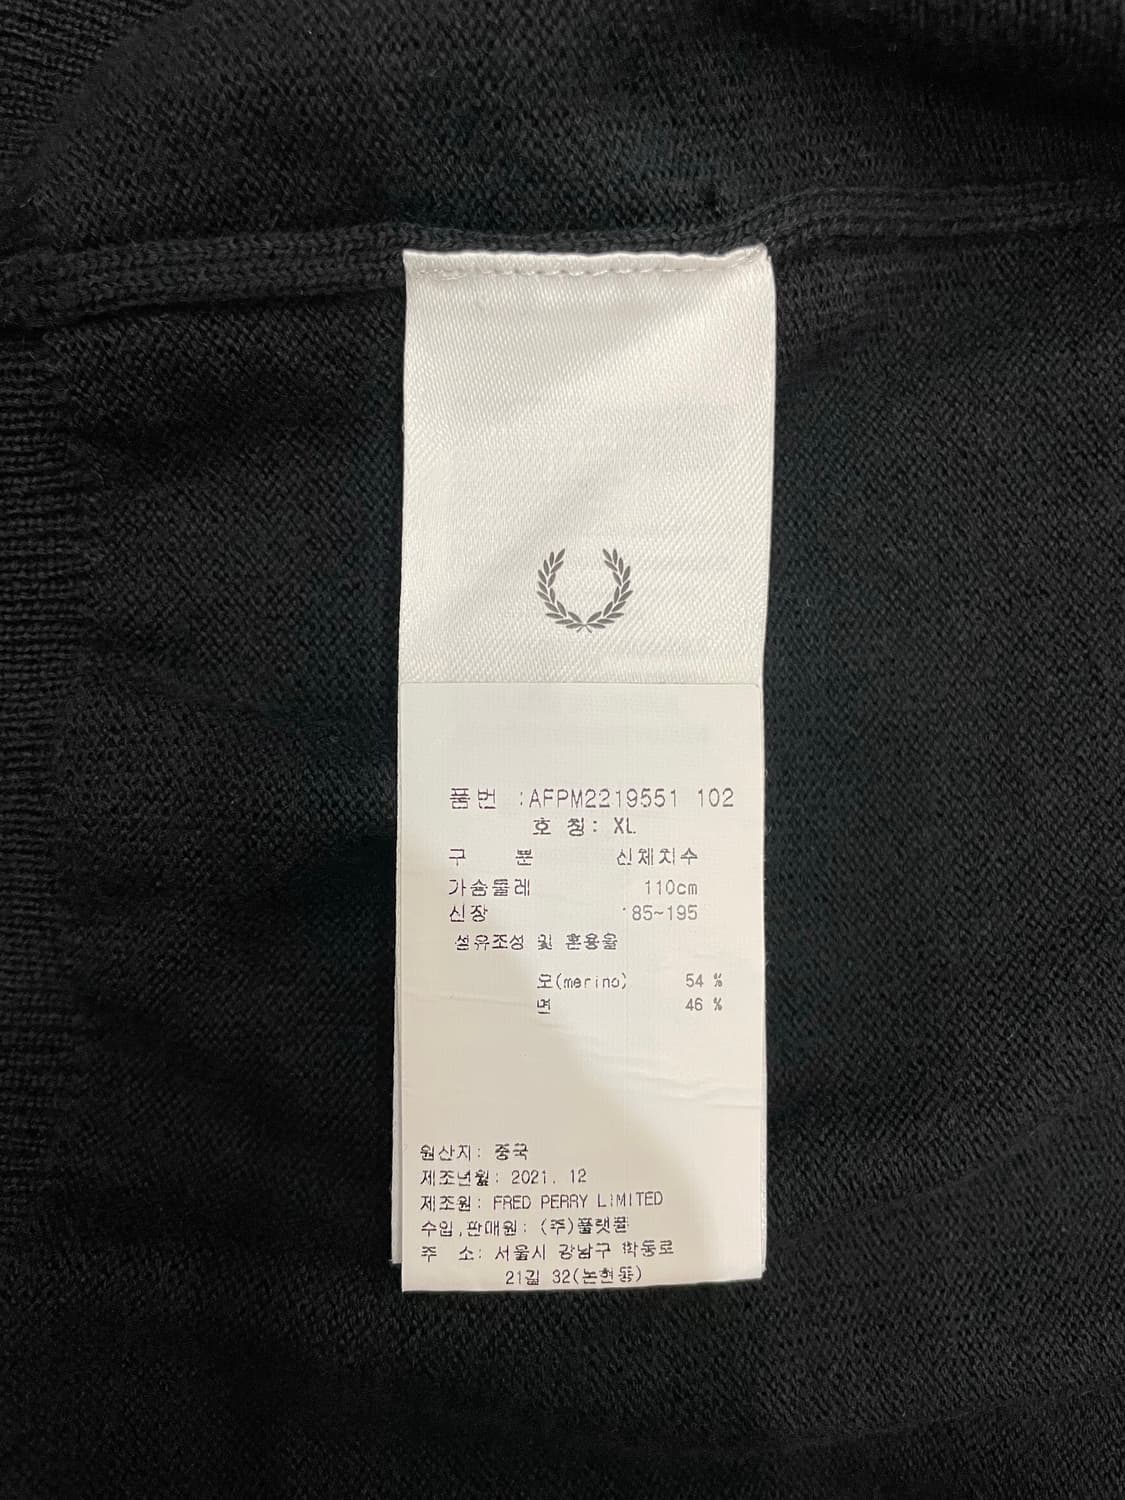 품번 :AFPM2219551 102
호 칭: XL
구 분 신체치수
가슴둘레 110cm
신장 185~195
섬유조성 및 혼용율
모(merino) 54 %
면 46 %
원산지: 중국
제조년월: 2021. 12
제조원: FRED PERRY LIMITED
수입,판매원: (주)플랫폼
주 소: 서울시 강남구 학동로
21길 32(논현동)